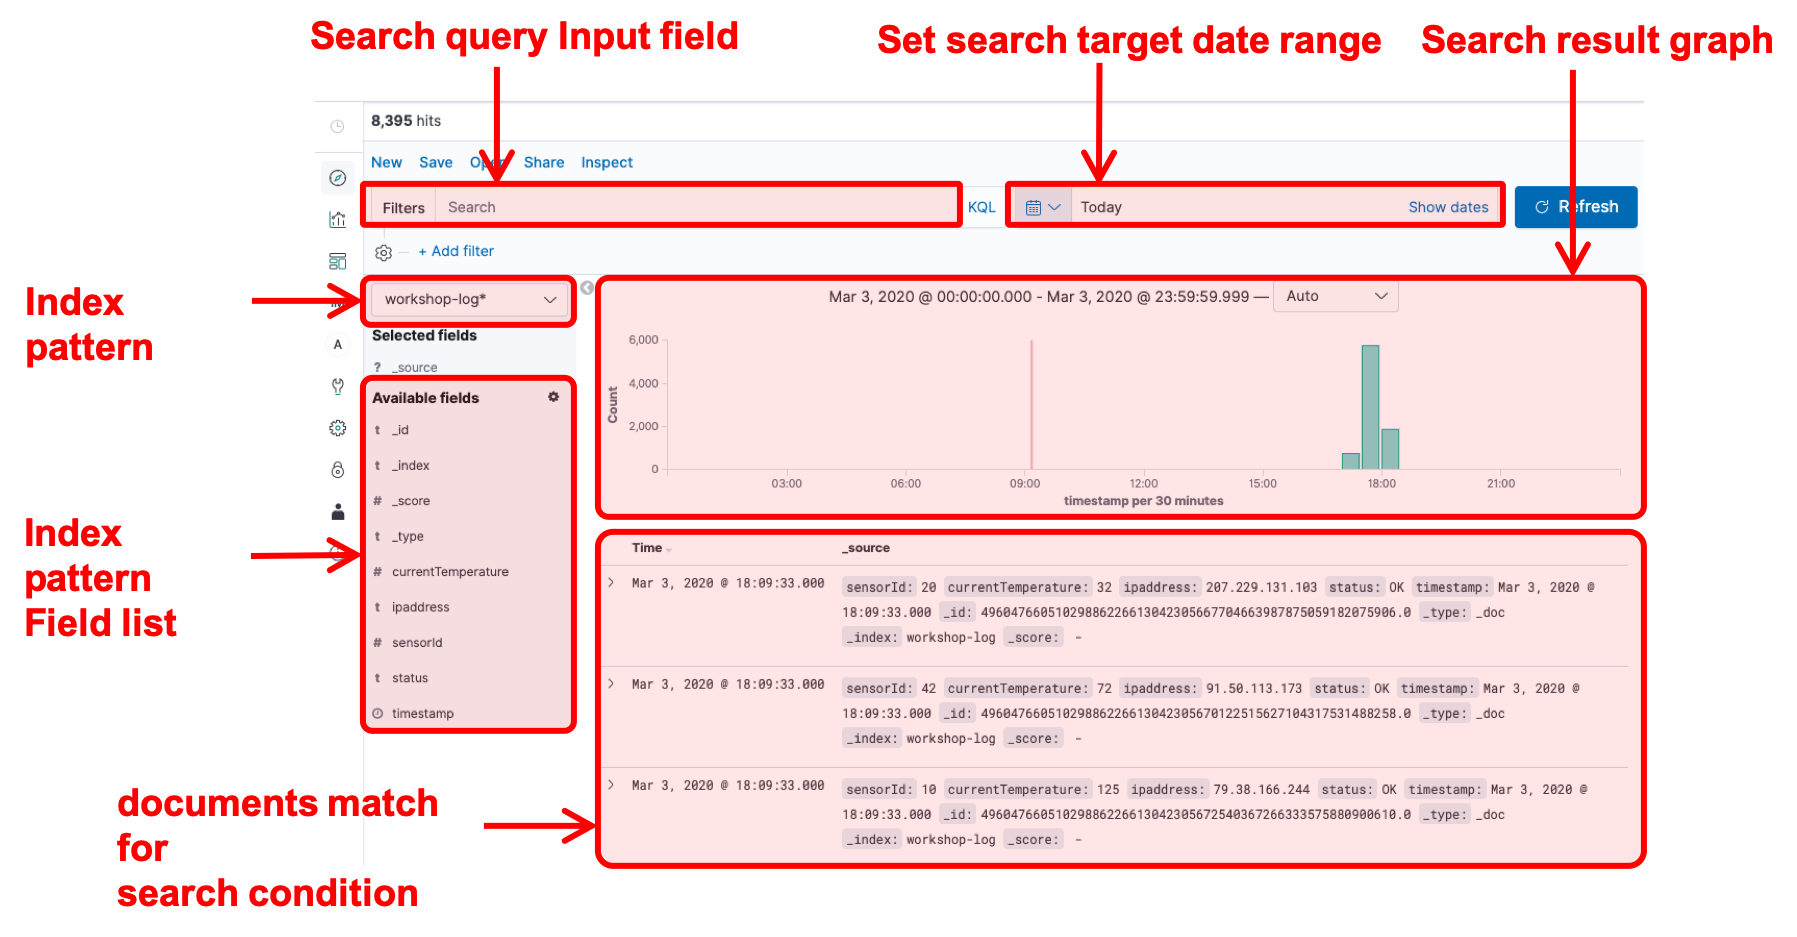 Search query Input field
Set search target date range
Search result graph
8,395 hits
New Save Open Share Inspect
Filters Search KQL Today Show dates Refresh
+ Add filter
Index
pattern
workshop-log*
Selected fields
? _source
Available fields
t _id
t _index
# _score
t _type
# currentTemperature
t ipaddress
# sensorId
t status
timestamp
A
Index
pattern
Field list
Mar 3, 2020 @ 00:00:00.000 - Mar 3, 2020 @ 23:59:59.999 — Auto
Count
6,000
4,000
2,000
0
03:00 06:00 09:00 12:00 15:00 18:00 21:00
timestamp per 30 minutes
Time _source
Mar 3, 2020 @ 18:09:33.000 sensorId: 20 currentTemperature: 32 ipaddress: 207.229.131.103 status: OK timestamp: Mar 3, 2020 @
18:09:33.000 _id: 49604766051029886226613042305667704663987875059182075906.0 _type: _doc
_index: workshop-log _score: -
Mar 3, 2020 @ 18:09:33.000 sensorId: 42 currentTemperature: 72 ipaddress: 91.50.113.173 status: OK timestamp: Mar 3, 2020 @
18:09:33.000 _id: 49604766051029886226613042305670122515627104317531488258.0 _type: _doc
_index: workshop-log _score: -
Mar 3, 2020 @ 18:09:33.000 sensorId: 10 currentTemperature: 125 ipaddress: 79.38.166.244 status: OK timestamp: Mar 3, 2020 @
18:09:33.000 _id: 49604766051029886226613042305672540367266333575880900610.0 _type: _doc
_index: workshop-log _score: -
documents match
for
search condition